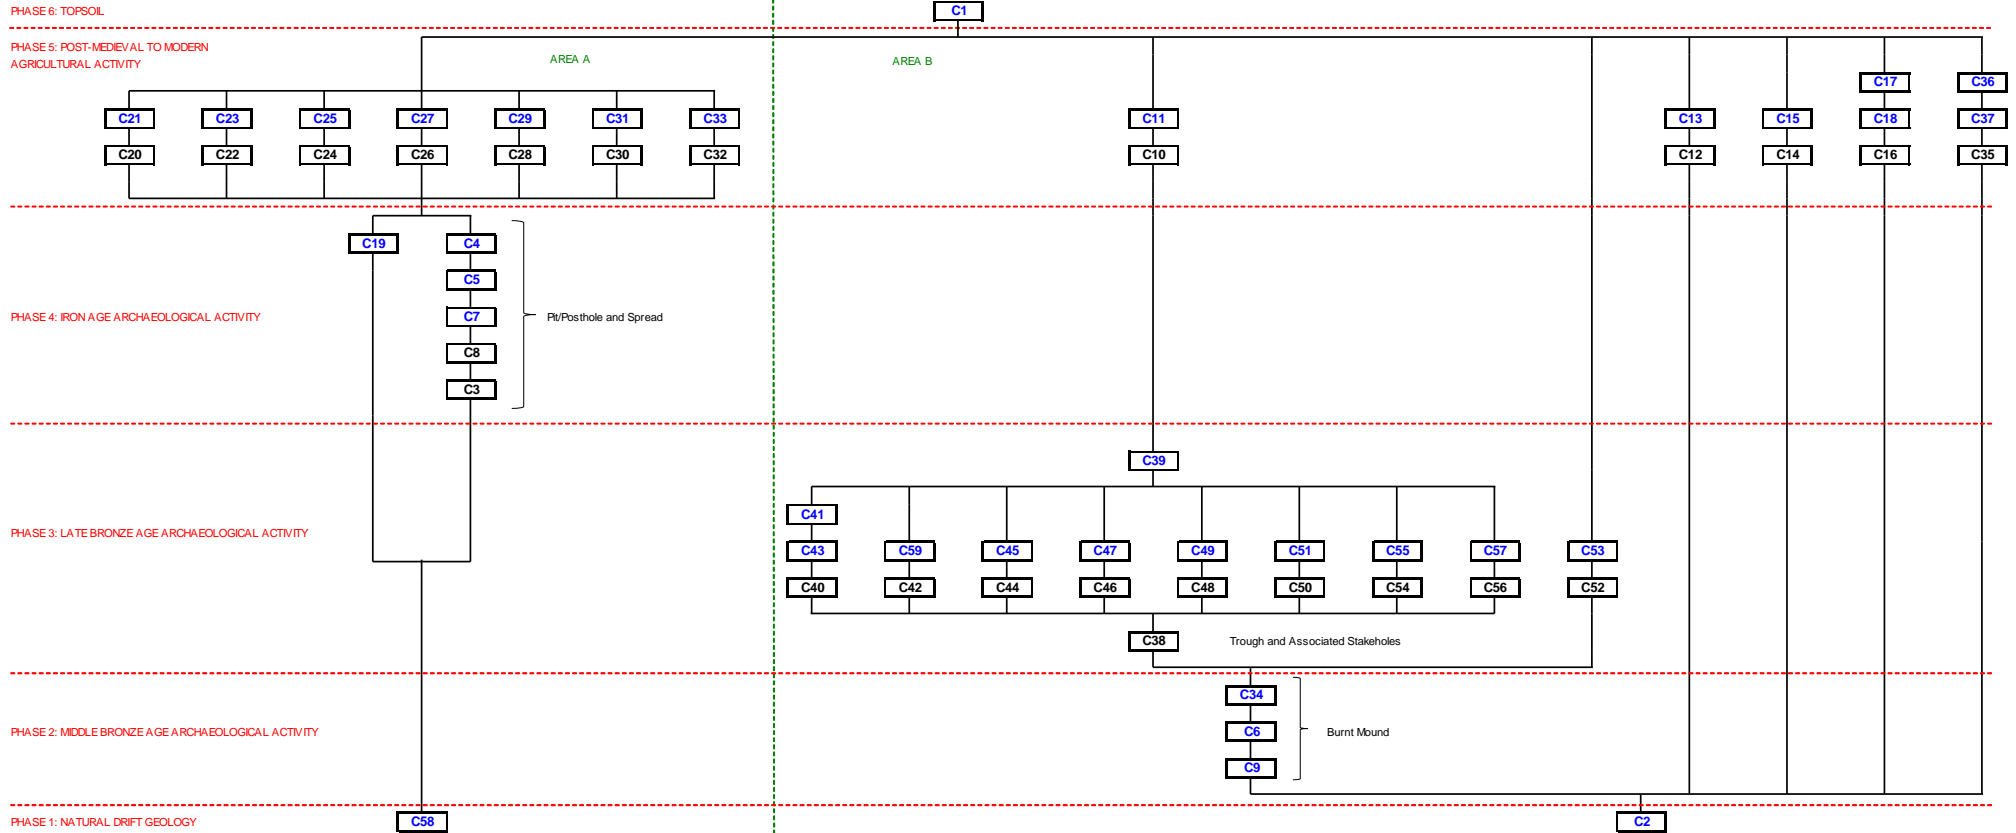 PHASE 6: TOPSOIL
C1
PHASE 5: POST-MEDIEVAL TO MODERN
AGRICULTURAL ACTIVITY
AREA A
AREA B
C17 C36
C21 C23 C25 C27 C29 C31 C33 C11 C13 C15 C18 C37
C20 C22 C24 C26 C28 C30 C32 C10 C12 C14 C16 C35
C19 C4
C5
PHASE 4: IRON AGE ARCHAEOLOGICAL ACTIVITY
C7
Pit/Posthole and Spread
C8
C3
C39
C41
PHASE 3: LATE BRONZE AGE ARCHAEOLOGICAL ACTIVITY
C43 C59 C45 C47 C49 C51 C55 C57 C53
C40 C42 C44 C46 C48 C50 C54 C56 C52
C38
Trough and Associated Stakeholes
C34
PHASE 2: MIDDLE BRONZE AGE ARCHAEOLOGICAL ACTIVITY
C6
Burnt Mound
C9
PHASE 1: NATURAL DRIFT GEOLOGY
C58
C2